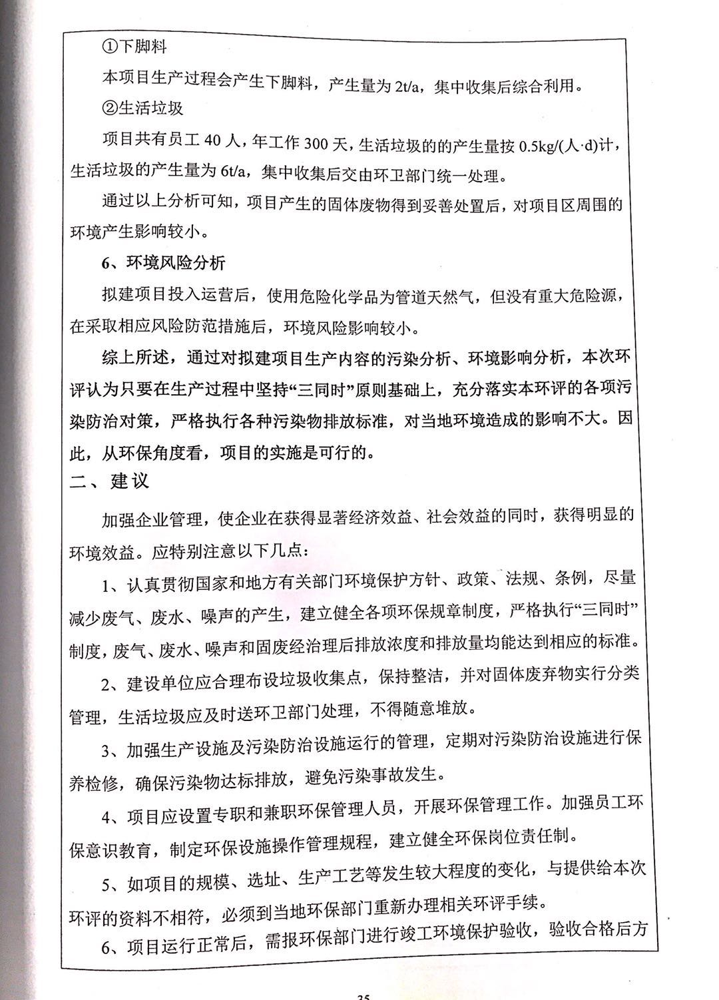 ①下脚料
本项目生产过程会产生下脚料，产生量为 2t/a，集中收集后综合利用。
②生活垃圾
项目共有员工 40 人，年工作 300 天，生活垃圾的的产生量按 0.5kg/(人·d)计，
生活垃圾的产生量为 6t/a，集中收集后交由环卫部门统一处理。
通过以上分析可知，项目产生的固体废物得到妥善处置后，对项目区周围的
环境产生影响较小。
6、环境风险分析
拟建项目投入运营后，使用危险化学品为管道天然气，但没有重大危险源，
在采取相应风险防范措施后，环境风险影响较小。
综上所述，通过对拟建项目生产内容的污染分析、环境影响分析，本次环
评认为只要在生产过程中坚持“三同时”原则基础上，充分落实本环评的各项污
染防治对策，严格执行各种污染物排放标准，对当地环境造成的影响不大。因
此，从环保角度看，项目的实施是可行的。
二、建议
加强企业管理，使企业在获得显著经济效益、社会效益的同时，获得明显的
环境效益。应特别注意以下几点：
1、认真贯彻国家和地方有关部门环境保护方针、政策、法规、条例，尽量
减少废气、废水、噪声的产生，建立健全各项环保规章制度，严格执行“三同时”
制度，废气、废水、噪声和固废经治理后排放浓度和排放量均能达到相应的标准。
2、建设单位应合理布设垃圾收集点，保持整洁，并对固体废弃物实行分类
管理，生活垃圾应及时送环卫部门处理，不得随意堆放。
3、加强生产设施及污染防治设施运行的管理，定期对污染防治设施进行保
养检修，确保污染物达标排放，避免污染事故发生。
4、项目应设置专职和兼职环保管理人员，开展环保管理工作。加强员工环
保意识教育，制定环保设施操作管理规程，建立健全环保岗位责任制。
5、如项目的规模、选址、生产工艺等发生较大程度的变化，与提供给本次
环评的资料不相符，必须到当地环保部门重新办理相关环评手续。
6、项目运行正常后，需报环保部门进行竣工环境保护验收，验收合格后方
35